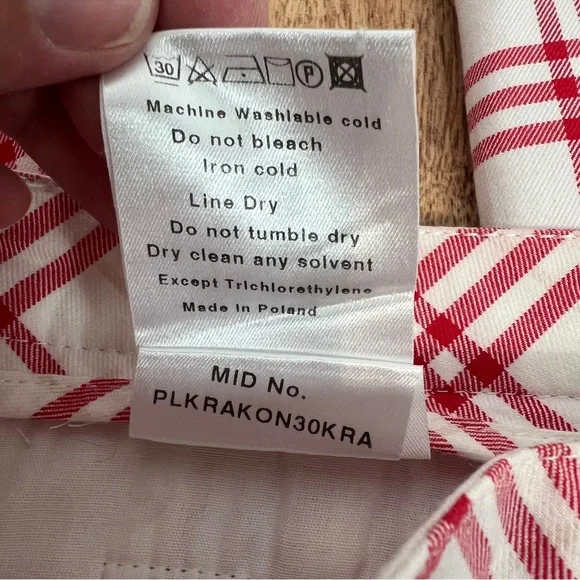 30 P
Machine Washlable cold
Do not bleach
Iron cold
Line Dry
Do not tumble dry
Dry clean any solvent
Except Trichlorethylene
Made in Poland
MID No.
PLKRAKON30KRA